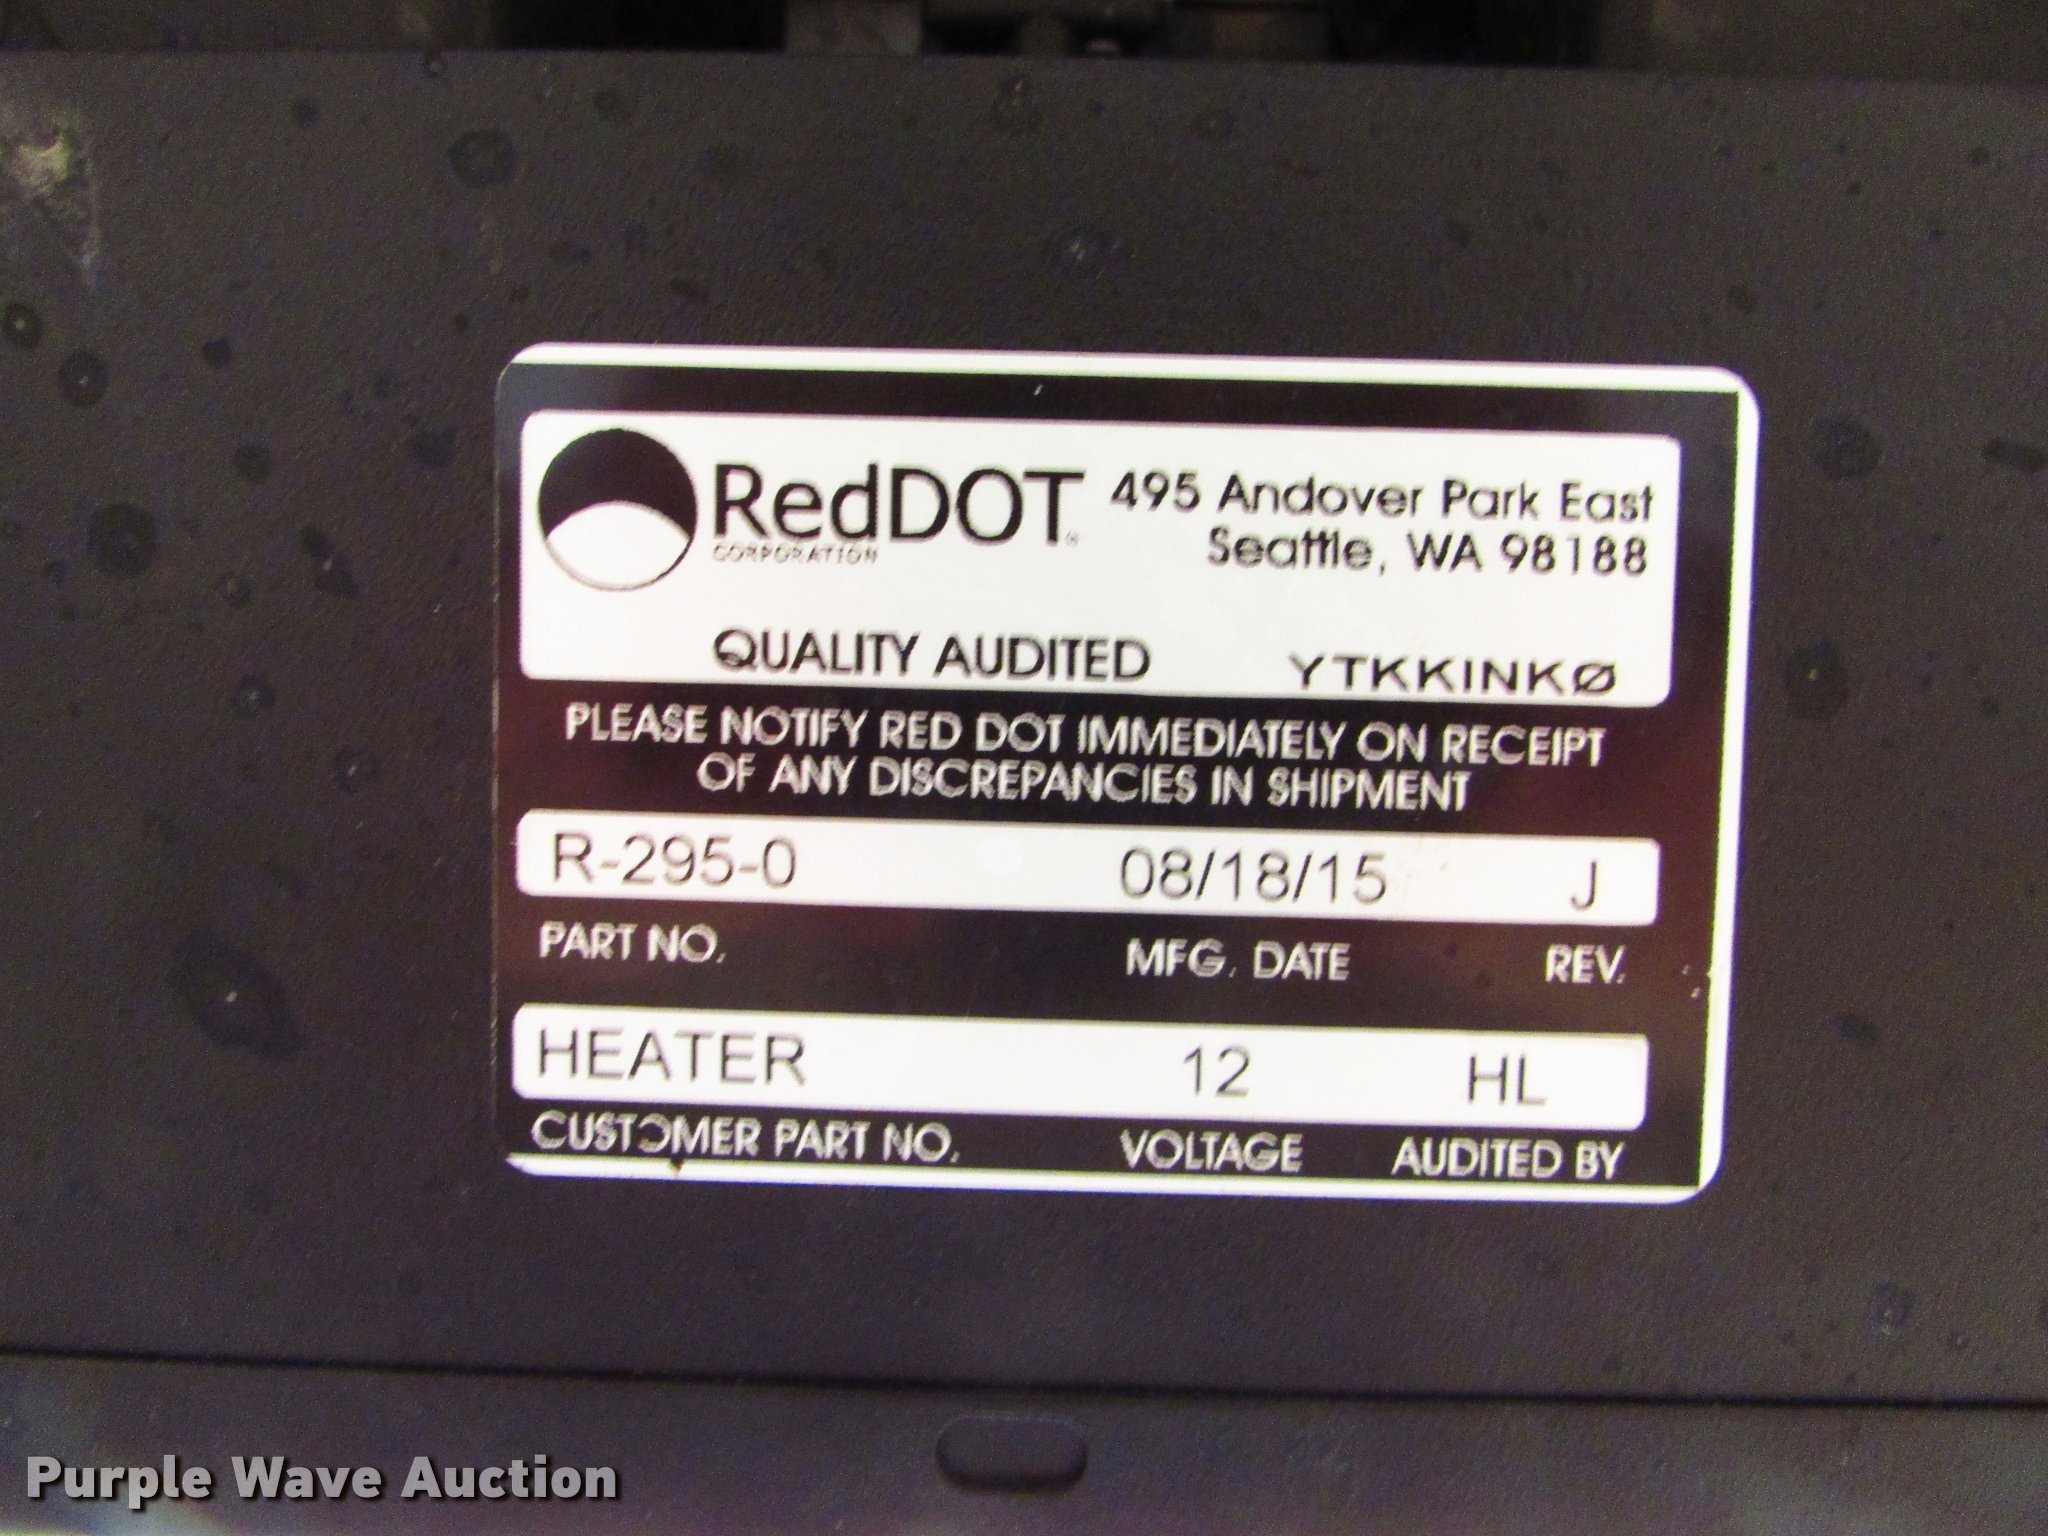 RedDOT®
CORPORATION
495 Andover Park East
Seattle, WA 98188
QUALITY AUDITED YTKKINKØ
PLEASE NOTIFY RED DOT IMMEDIATELY ON RECEIPT
OF ANY DISCREPANCIES IN SHIPMENT
R-295-0 08/18/15 J
PART NO. MFG. DATE REV.
HEATER 12 HL
CUSTOMER PART NO. VOLTAGE AUDITED BY
Purple Wave Auction